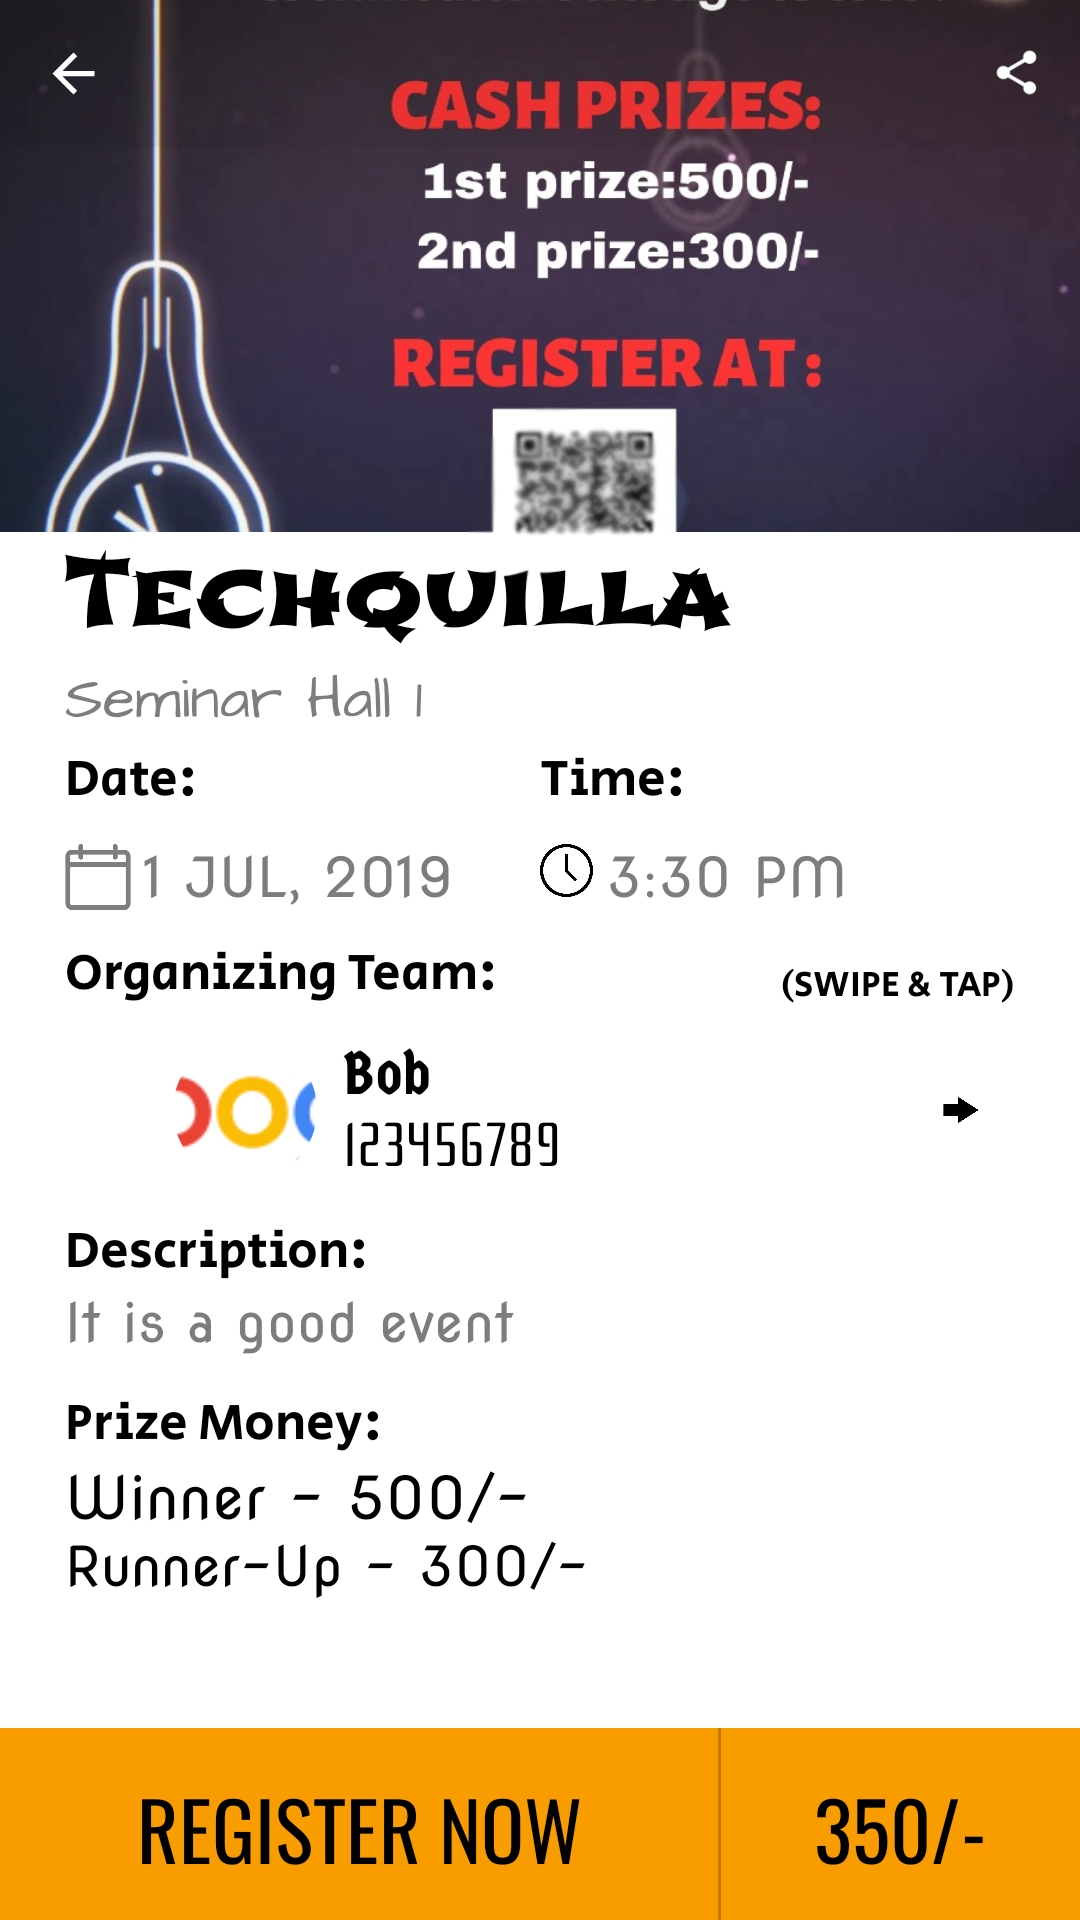 CASH PRIZES:
1st prize:500/-
2nd prize:300/-
REGISTER AT :
Techquilla
Seminar Hall 1
Date: Time:
1 JUL, 2019 3:30 PM
Organizing Team: (SWIPE & TAP)
Bob
123456789
Description:
It is a good event
Prize Money:
Winner - 500/-
Runner-Up - 300/-
REGISTER NOW 350/-